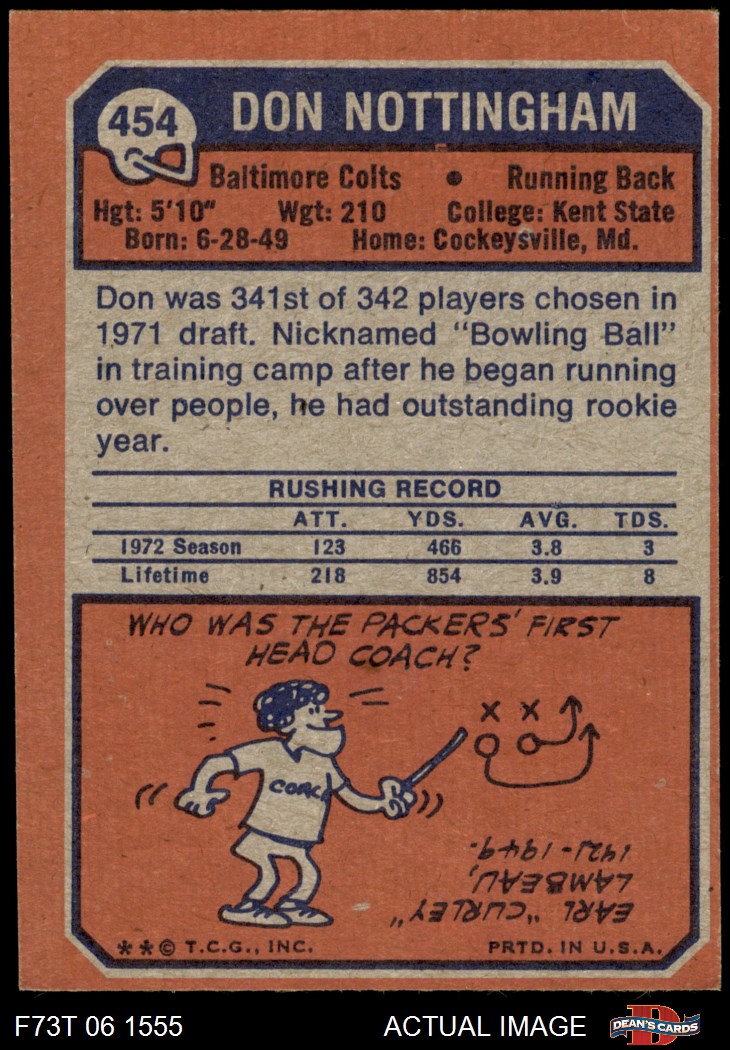 454
DON NOTTINGHAM
Baltimore Colts • Running Back
Hgt: 5'10" Wgt: 210 College: Kent State
Born: 6-28-49 Home: Cockeysville, Md.
Don was 341st of 342 players chosen in
1971 draft. Nicknamed "Bowling Ball"
in training camp after he began running
over people, he had outstanding rookie
year.
RUSHING RECORD
ATT. YDS. AVG. TDS.
1972 Season 123 466 3.8 3
Lifetime 218 854 3.9 8
WHO WAS THE PACKERS' FIRST
HEAD COACH?
X X
COACH
EARL "CURLEY"
LAMBEAU,
1921-1949.
**© T.C.G., INC. PRTD. IN U.S.A.
F73T 06 1555 ACTUAL IMAGE
DEAN'S CARDS